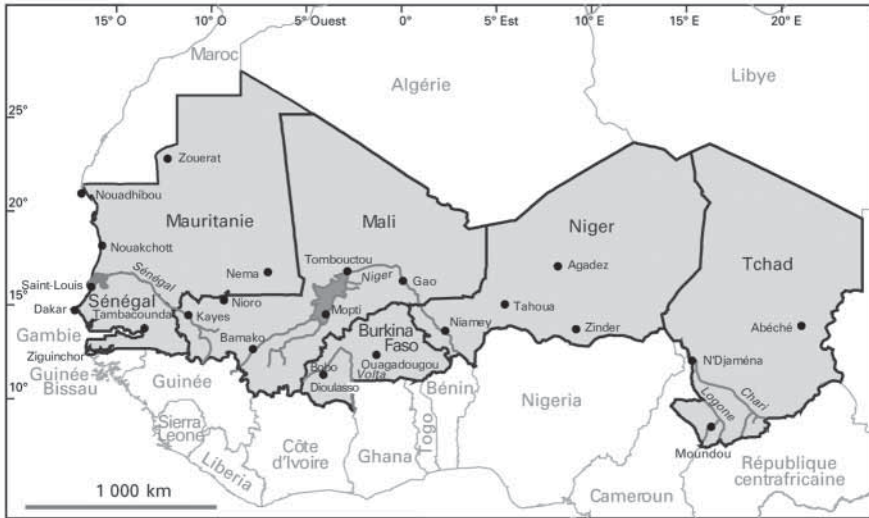 15° O
10° O
5° Ouest
0°
5° Est
10° E
15° E
20° E
Maroc
Algérie
Libye
25°
Zouerat
20°
Nouadhibou
Mauritanie
Mali
Niger
Tchad
Nouakchott
Nema
Tombouctou
Niger
Gao
Agadez
Sénégal
Saint-Louis
15°
Sénégal
Nioro
Tahoua
Dakar
Tambacounda
Kayes
Mopti
Niamey
Zinder
Abéché
Gambie
Bamako
Burkina
Faso
Ziguinchor
Ouagadougou
N'Djaména
Guinée
Bissau
Guinée
Bobo
Dioulasso
Volta
Bénin
10°
Nigeria
Logone
Chari
Sierra
Leone
Liberia
Côte
d'Ivoire
Ghana
Togo
Moundou
République
centrafricaine
Cameroun
1 000 km